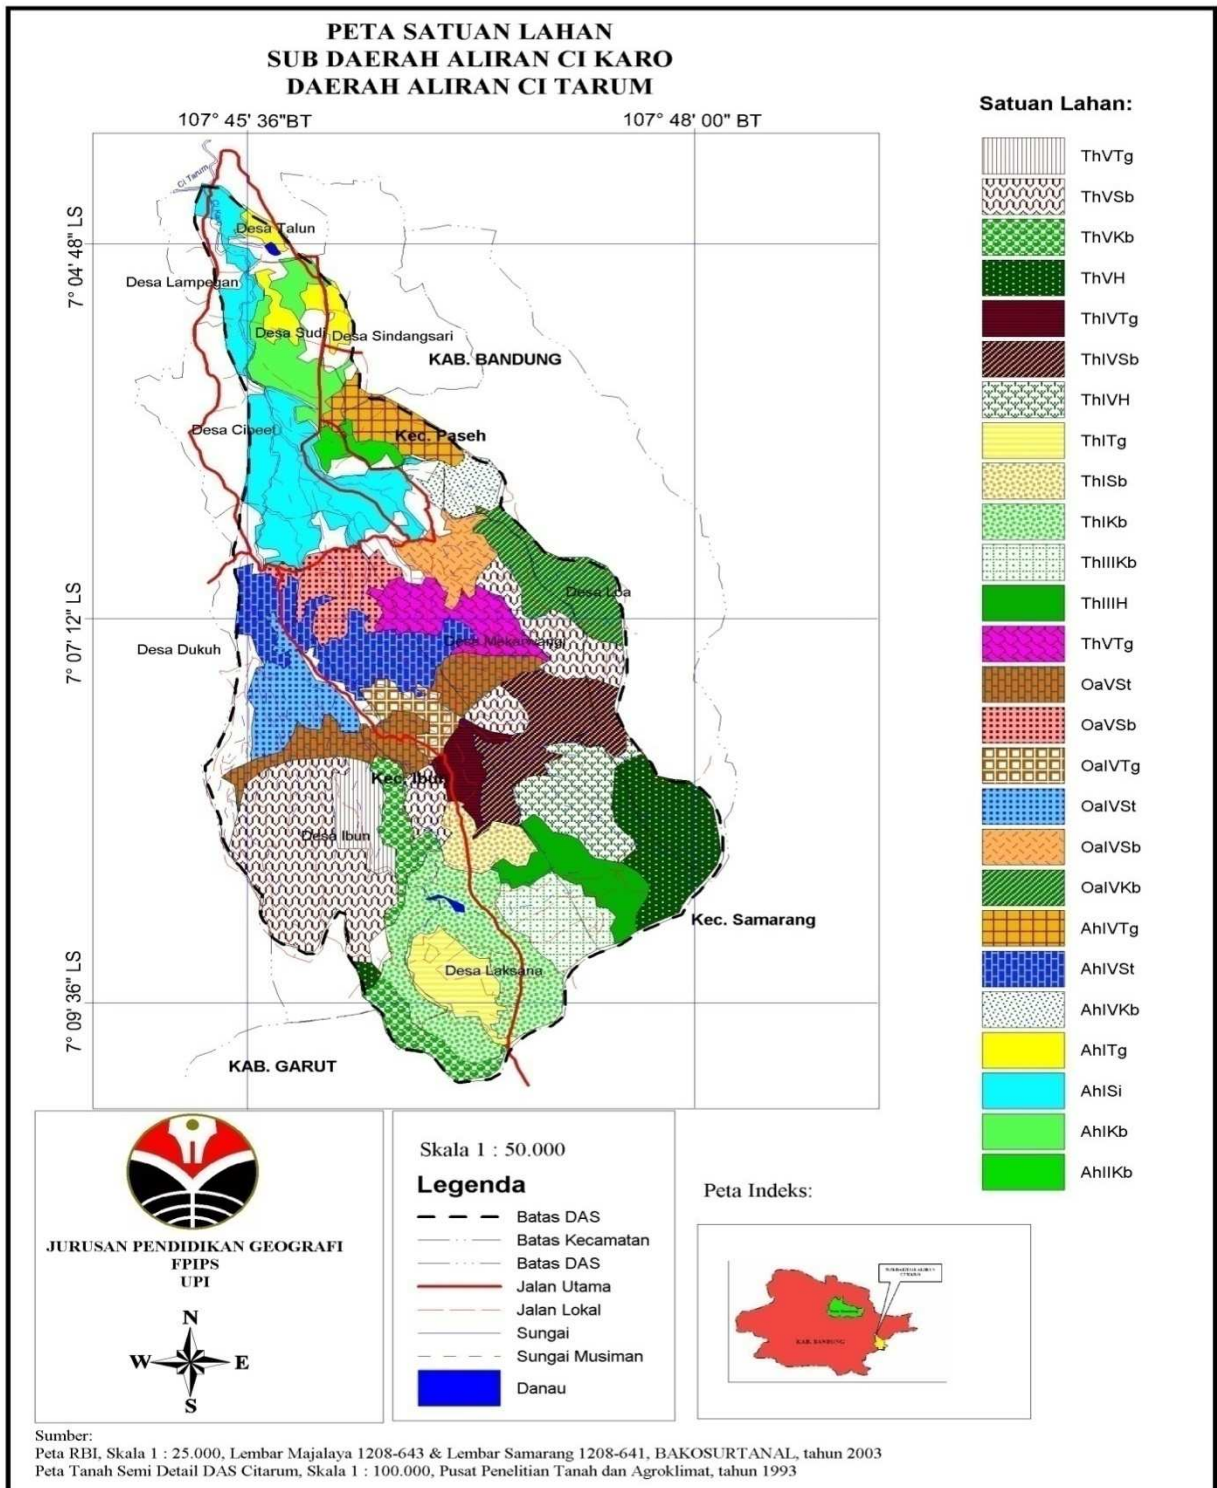 PETA SATUAN LAHAN
SUB DAERAH ALIRAN CI KARO
DAERAH ALIRAN CI TARUM
107° 45' 36"BT
107° 48' 00" BT
7° 04' 48" LS
7° 07' 12" LS
7° 09' 36" LS
Ci Tarum
Desa Talun
Desa Lampegan
Desa Sudi
Desa Sindangsari
KAB. BANDUNG
Desa Cibeet
Kec. Paseh
Desa Loa
Desa Mekarwangi
Desa Dukuh
Kec. Ibun
Desa Ibun
Kec. Samarang
Desa Laksana
KAB. GARUT
Satuan Lahan:
ThVTg
ThVSb
ThVKb
ThVH
ThIVTg
ThIVSb
ThIVH
ThITg
ThISb
ThIKb
ThIIIKb
ThIIIH
ThVTg
OaVSt
OaVSb
OaIVTg
OaIVSt
OaIVSb
OaIVKb
AhIVTg
AhIVSt
AhIVKb
AhITg
AhISi
AhIKb
AhIIKb
JURUSAN PENDIDIKAN GEOGRAFI
FPIPS
UPI
N
W
E
S
Skala 1 : 50.000
Legenda
Batas DAS
Batas Kecamatan
Batas DAS
Jalan Utama
Jalan Lokal
Sungai
Sungai Musiman
Danau
Peta Indeks:
KAB. BANDUNG
Sumber:
Peta RBI, Skala 1 : 25.000, Lembar Majalaya 1208-643 & Lembar Samarang 1208-641, BAKOSURTANAL, tahun 2003
Peta Tanah Semi Detail DAS Citarum, Skala 1 : 100.000, Pusat Penelitian Tanah dan Agroklimat, tahun 1993